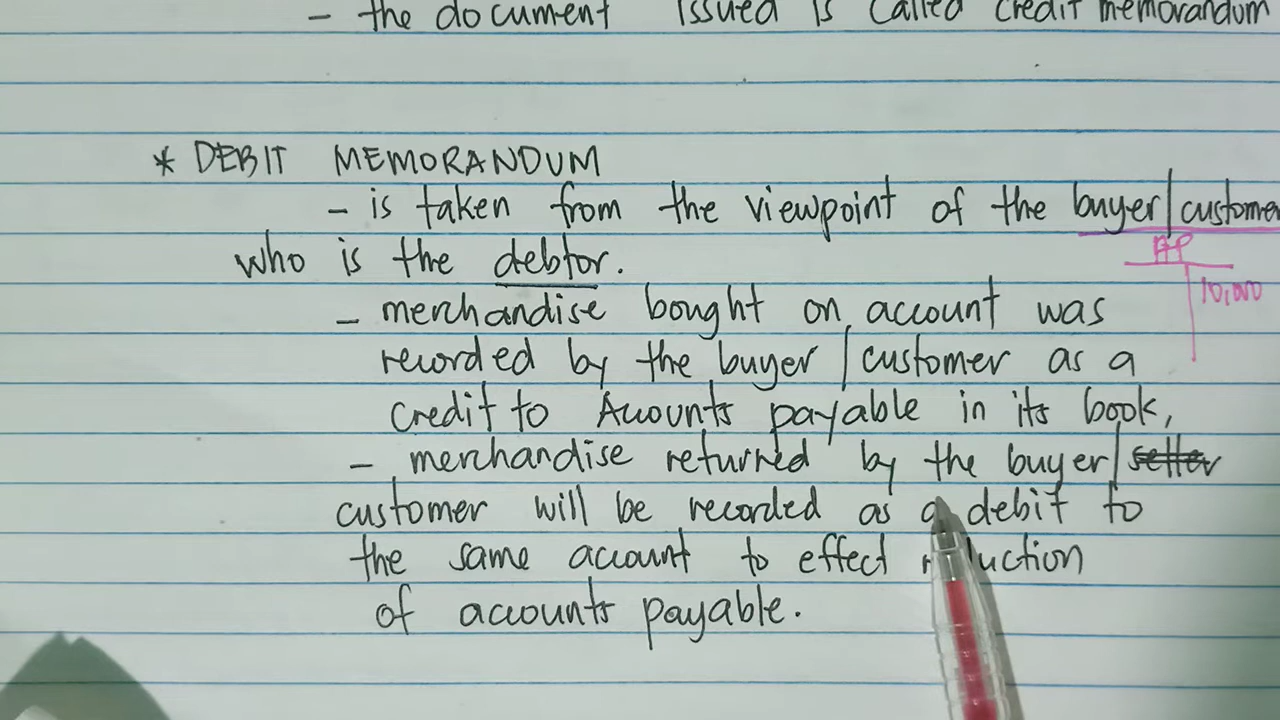 - the document issued is called credit memorandum
* DEBIT MEMORANDUM
- is taken from the viewpoint of the buyer/customer
AP
who is the debtor.
10,000
- merchandise bought on account was
recorded by the buyer/customer as a
credit to Accounts payable in its book,
- merchandise returned by the buyer/seller
customer will be recorded as a debit to
the same account to effect reduction
of accounts payable.